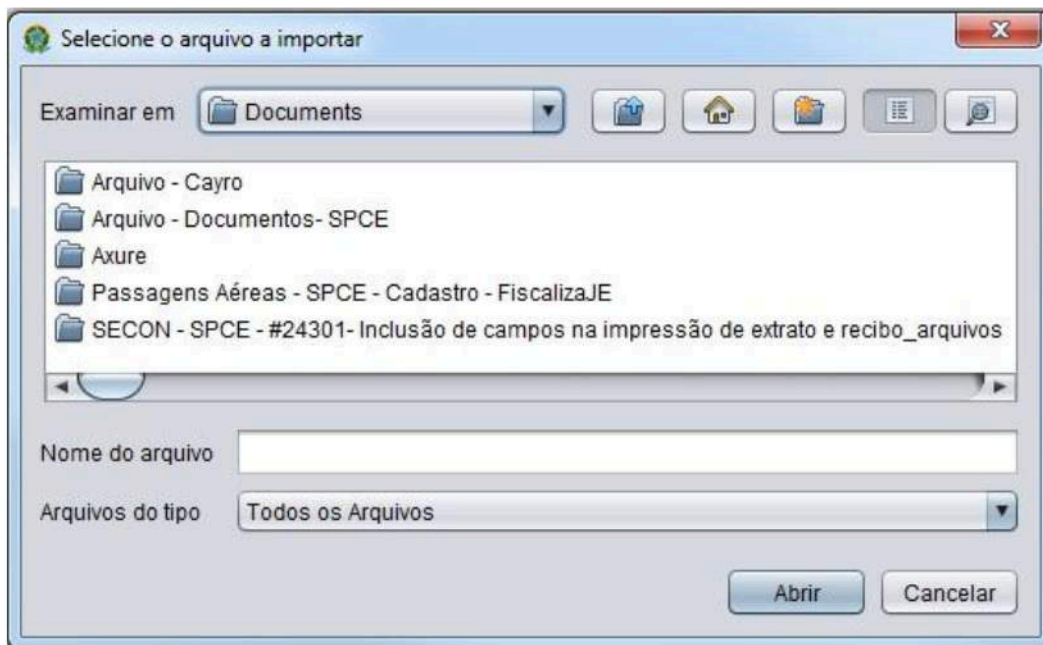 Selecione o arquivo a importar
Examinar em Documents
Arquivo - Cayro
Arquivo - Documentos- SPCE
Axure
Passagens Aéreas - SPCE - Cadastro - FiscalizaJE
SECON - SPCE - #24301- Inclusão de campos na impressão de extrato e recibo_arquivos
Nome do arquivo
Arquivos do tipo Todos os Arquivos
Abrir Cancelar